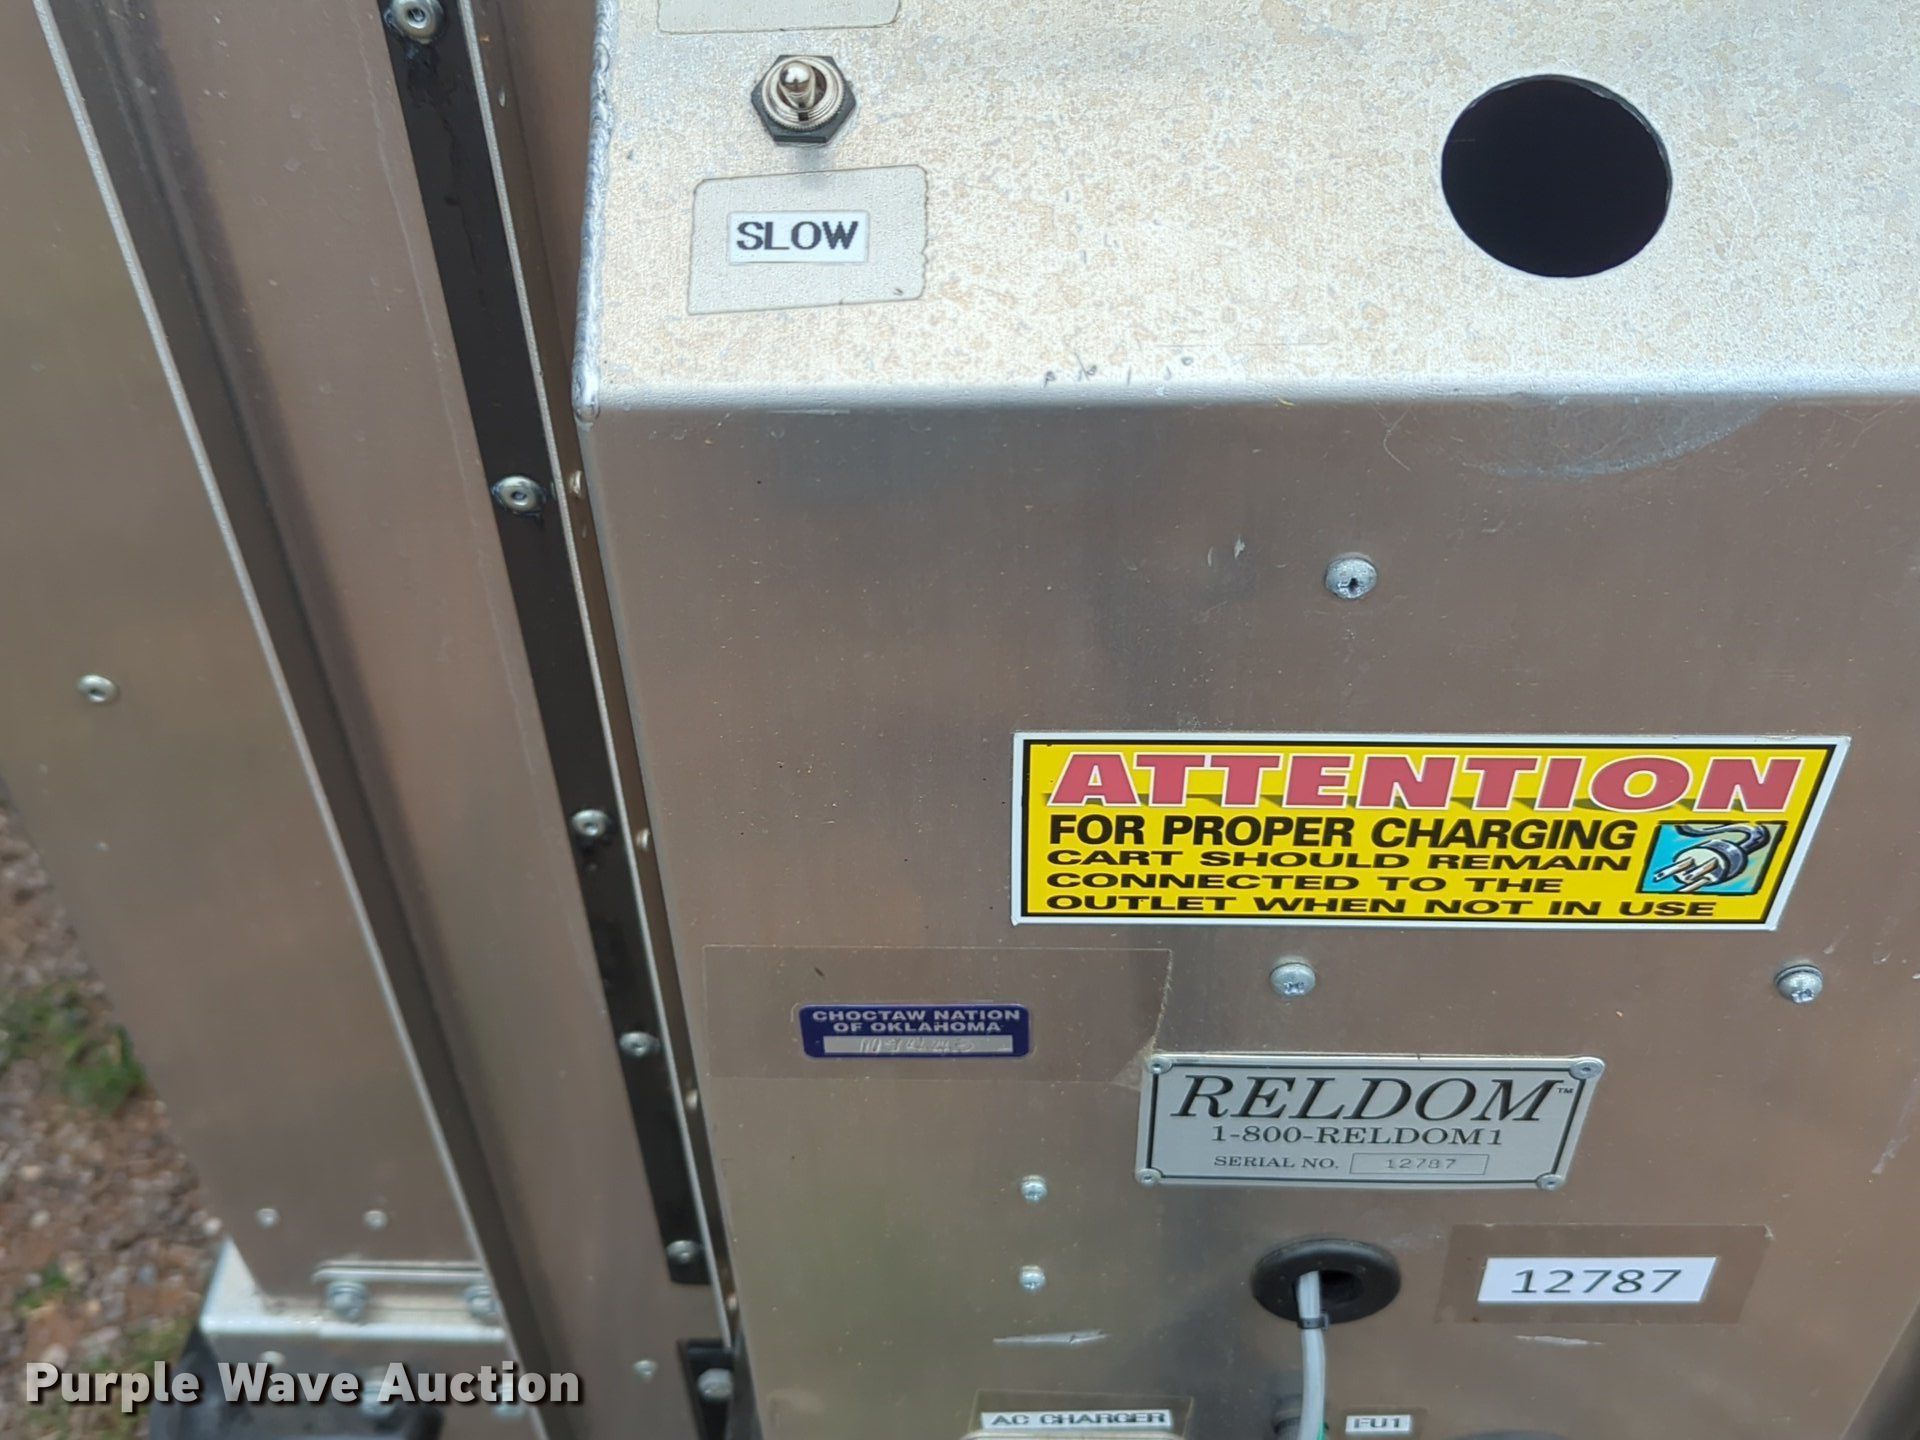 SLOW
ATTENTION
FOR PROPER CHARGING
CART SHOULD REMAIN
CONNECTED TO THE
OUTLET WHEN NOT IN USE
CHOCTAW NATION
OF OKLAHOMA
RELDOM™
1-800-RELDOM1
SERIAL NO. 12787
12787
AC CHARGER
FU1
Purple Wave Auction